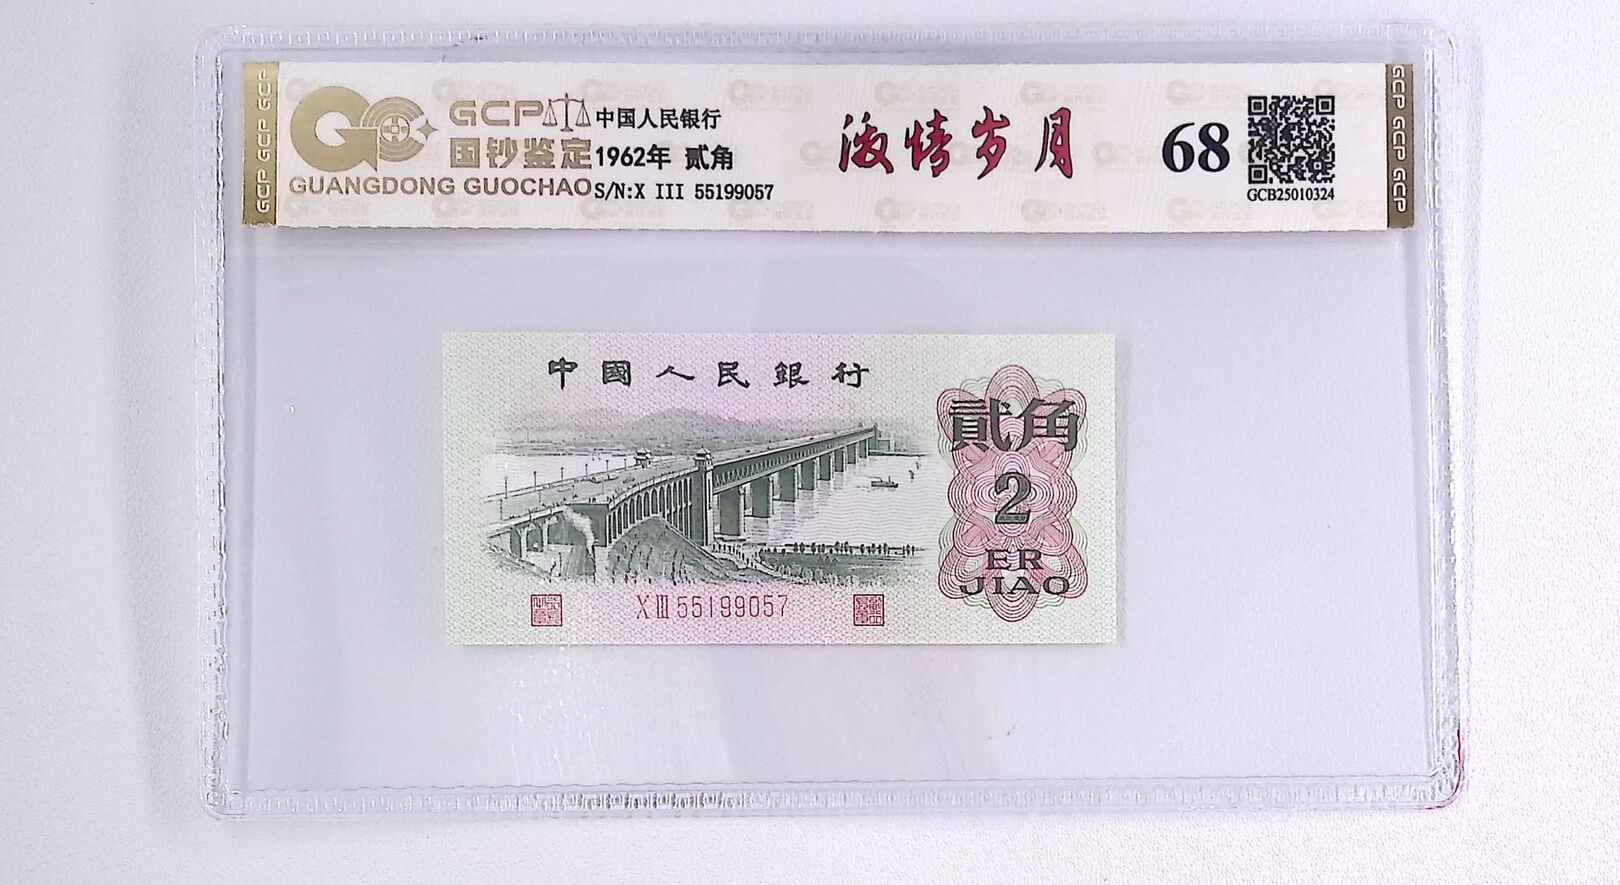 GCP
国钞鉴定
GUANGDONG GUOCHAO
中国人民银行
1962年 贰角
S/N:X III 55199057
激情岁月
68
GCB25010324
GCP GCP GCP
GCP GCP GCP
中國人民銀行
貳角
2
ER
JIAO
X III 55199057